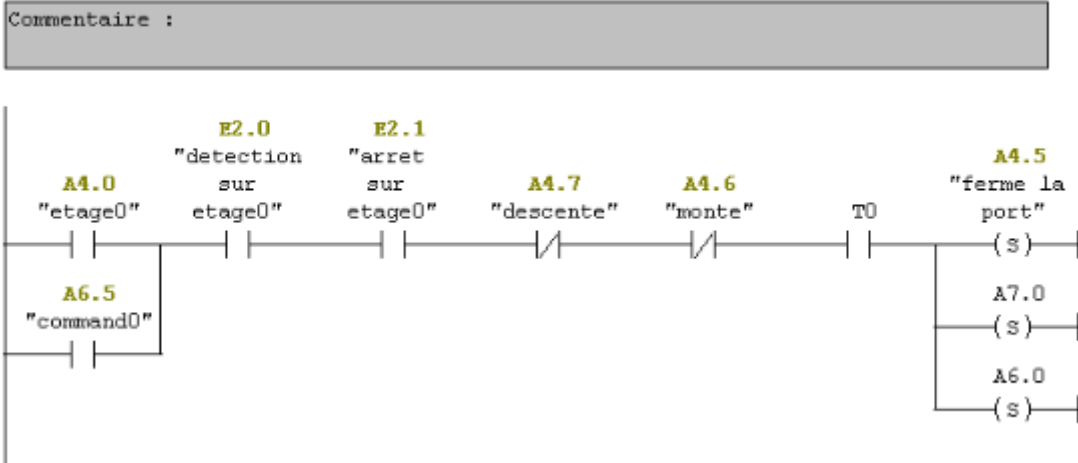 Commentaire :
E2.0
E2.1
"detection
"arret
A4.5
A4.0
sur
sur
A4.7
A4.6
"ferme la
"etage0"
etage0"
etage0"
"descente"
"monte"
T0
port"
(S)
A6.5
A7.0
"command0"
(S)
A6.0
(S)